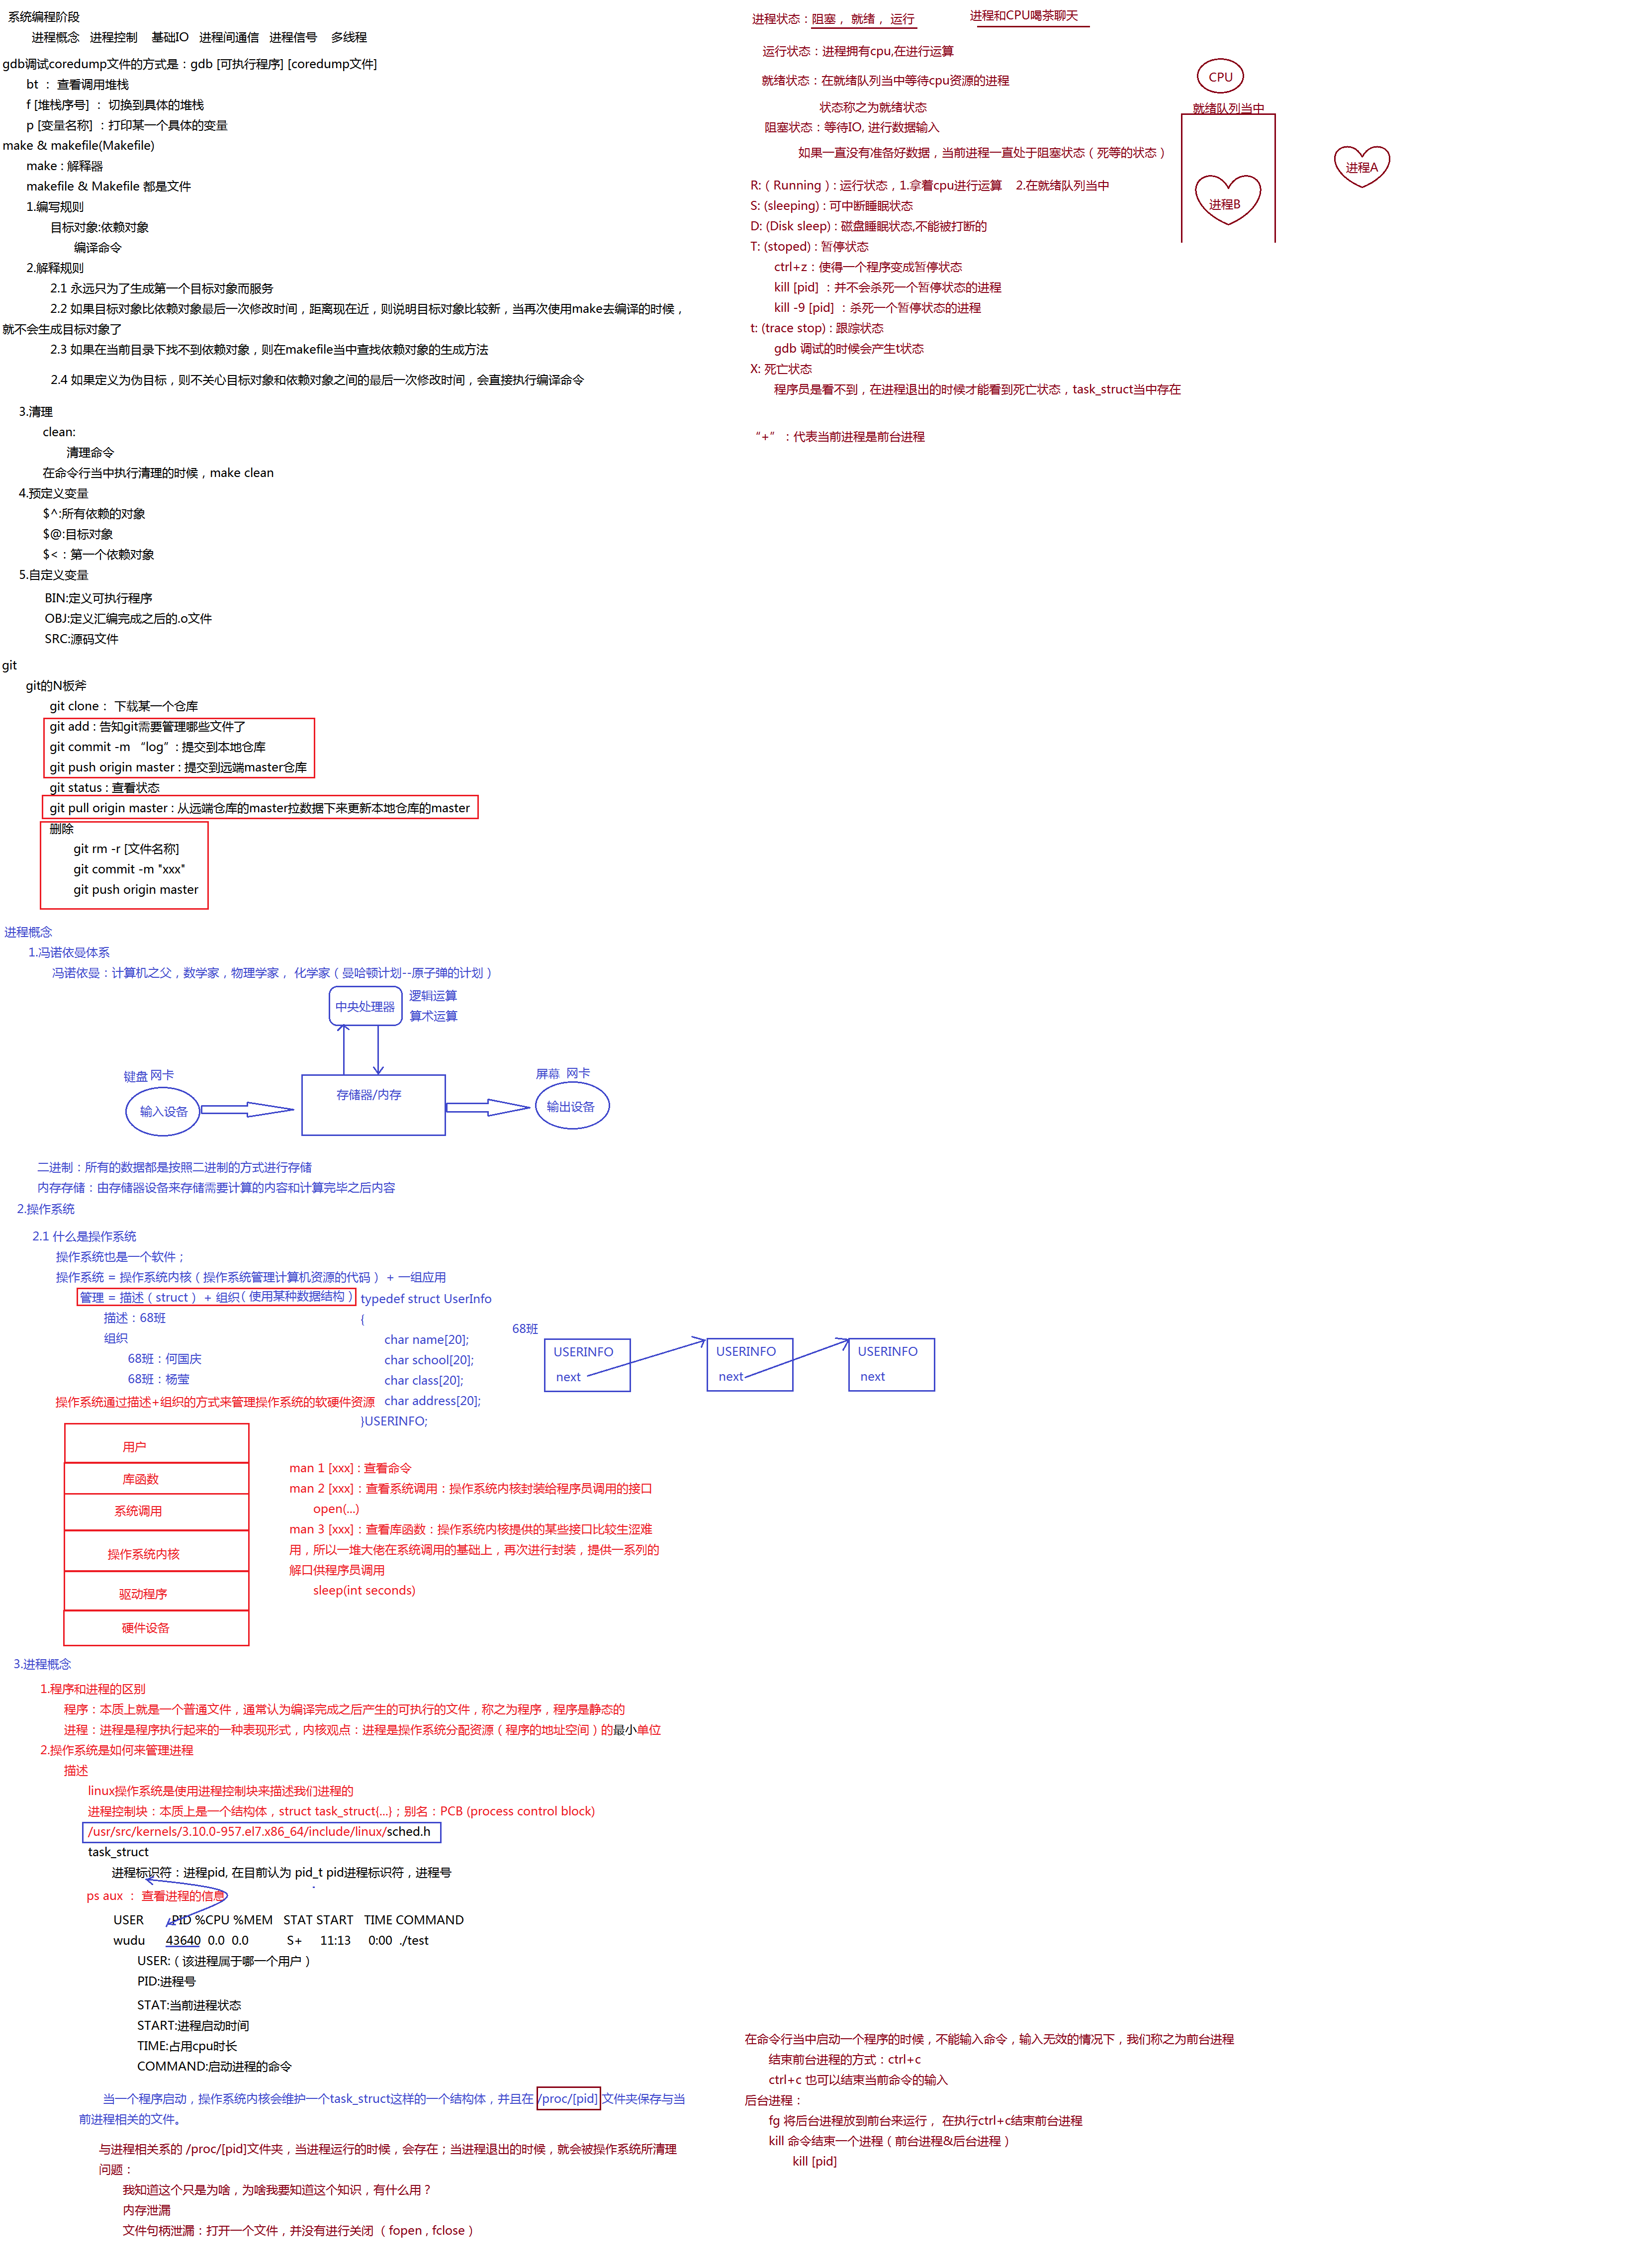 系统编程阶段
进程概念 进程控制 基础IO 进程间通信 进程信号 多线程
gdb调试coredump文件的方式是：gdb [可执行程序] [coredump文件]
bt ： 查看调用堆栈
f [堆栈序号] ： 切换到具体的堆栈
p [变量名称] ：打印某一个具体的变量
make & makefile(Makefile)
make : 解释器
makefile & Makefile 都是文件
1.编写规则
目标对象:依赖对象
编译命令
2.解释规则
2.1 永远只为了生成第一个目标对象而服务
2.2 如果目标对象比依赖对象最后一次修改时间，距离现在近，则说明目标对象比较新，当再次使用make去编译的时候，
就不会生成目标对象了
2.3 如果在当前目录下找不到依赖对象，则在makefile当中查找依赖对象的生成方法
2.4 如果定义为伪目标，则不关心目标对象和依赖对象之间的最后一次修改时间，会直接执行编译命令
3.清理
clean:
清理命令
在命令行当中执行清理的时候，make clean
4.预定义变量
$^:所有依赖的对象
$@:目标对象
$<：第一个依赖对象
5.自定义变量
BIN:定义可执行程序
OBJ:定义汇编完成之后的.o文件
SRC:源码文件
git
git的N板斧
git clone： 下载某一个仓库
git add : 告知git需要管理哪些文件了
git commit -m “log”: 提交到本地仓库
git push origin master : 提交到远端master仓库
git status : 查看状态
git pull origin master : 从远端仓库的master拉数据下来更新本地仓库的master
删除
git rm -r [文件名称]
git commit -m "xxx"
git push origin master
进程概念
1.冯诺依曼体系
冯诺依曼：计算机之父，数学家，物理学家， 化学家（曼哈顿计划--原子弹的计划）
中央处理器
逻辑运算
算术运算
键盘 网卡
输入设备
存储器/内存
屏幕 网卡
输出设备
二进制：所有的数据都是按照二进制的方式进行存储
内存存储：由存储器设备来存储需要计算的内容和计算完毕之后内容
2.操作系统
2.1 什么是操作系统
操作系统也是一个软件；
操作系统 = 操作系统内核（操作系统管理计算机资源的代码） + 一组应用
管理 = 描述（struct）+ 组织（使用某种数据结构）
描述：68班
组织
68班：何国庆
68班：杨莹
操作系统通过描述+组织的方式来管理操作系统的软硬件资源
typedef struct UserInfo
{
char name[20];
char school[20];
char class[20];
char address[20];
}USERINFO;
68班
USERINFO
next
USERINFO
next
USERINFO
next
用户
库函数
系统调用
操作系统内核
驱动程序
硬件设备
man 1 [xxx] : 查看命令
man 2 [xxx]：查看系统调用：操作系统内核封装给程序员调用的接口
open(...)
man 3 [xxx]：查看库函数：操作系统内核提供的某些接口比较生涩难
用，所以一堆大佬在系统调用的基础上，再次进行封装，提供一系列的
解口供程序员调用
sleep(int seconds)
3.进程概念
1.程序和进程的区别
程序：本质上就是一个普通文件，通常认为编译完成之后产生的可执行的文件，称之为程序，程序是静态的
进程：进程是程序执行起来的一种表现形式，内核观点：进程是操作系统分配资源（程序的地址空间）的最小单位
2.操作系统是如何来管理进程
描述
linux操作系统是使用进程控制块来描述我们进程的
进程控制块：本质上是一个结构体，struct task_struct{...}；别名：PCB (process control block)
/usr/src/kernels/3.10.0-957.el7.x86_64/include/linux/sched.h
task_struct
进程标识符：进程pid, 在目前认为 pid_t pid进程标识符，进程号
ps aux ： 查看进程的信息
USER PID %CPU %MEM STAT START TIME COMMAND
wudu 43640 0.0 0.0 S+ 11:13 0:00 ./test
USER:（该进程属于哪一个用户）
PID:进程号
STAT:当前进程状态
START:进程启动时间
TIME:占用cpu时长
COMMAND:启动进程的命令
当一个程序启动，操作系统内核会维护一个task_struct这样的一个结构体，并且在 /proc/[pid] 文件夹保存与当
前进程相关的文件。
与进程相关系的 /proc/[pid]文件夹，当进程运行的时候，会存在；当进程退出的时候，就会被操作系统所清理
问题：
我知道这个只是为啥，为啥我要知道这个知识，有什么用？
内存泄漏
文件句柄泄漏：打开一个文件，并没有进行关闭 （fopen , fclose）
进程状态：阻塞， 就绪， 运行
进程和CPU喝茶聊天
运行状态：进程拥有cpu,在进行运算
就绪状态：在就绪队列当中等待cpu资源的进程
状态称之为就绪状态
阻塞状态：等待IO, 进行数据输入
如果一直没有准备好数据，当前进程一直处于阻塞状态（死等的状态）
R:（ Running ）: 运行状态，1.拿着cpu进行运算 2.在就绪队列当中
S: (sleeping) : 可中断睡眠状态
D: (Disk sleep) : 磁盘睡眠状态,不能被打断的
T: (stoped) : 暂停状态
ctrl+z：使得一个程序变成暂停状态
kill [pid] ：并不会杀死一个暂停状态的进程
kill -9 [pid] ：杀死一个暂停状态的进程
t: (trace stop) : 跟踪状态
gdb 调试的时候会产生t状态
X: 死亡状态
程序员是看不到，在进程退出的时候才能看到死亡状态，task_struct当中存在
“+” ：代表当前进程是前台进程
CPU
就绪队列当中
进程B
进程A
在命令行当中启动一个程序的时候，不能输入命令，输入无效的情况下，我们称之为前台进程
结束前台进程的方式：ctrl+c
ctrl+c 也可以结束当前命令的输入
后台进程：
fg 将后台进程放到前台来运行， 在执行ctrl+c结束前台进程
kill 命令结束一个进程（前台进程&后台进程）
kill [pid]